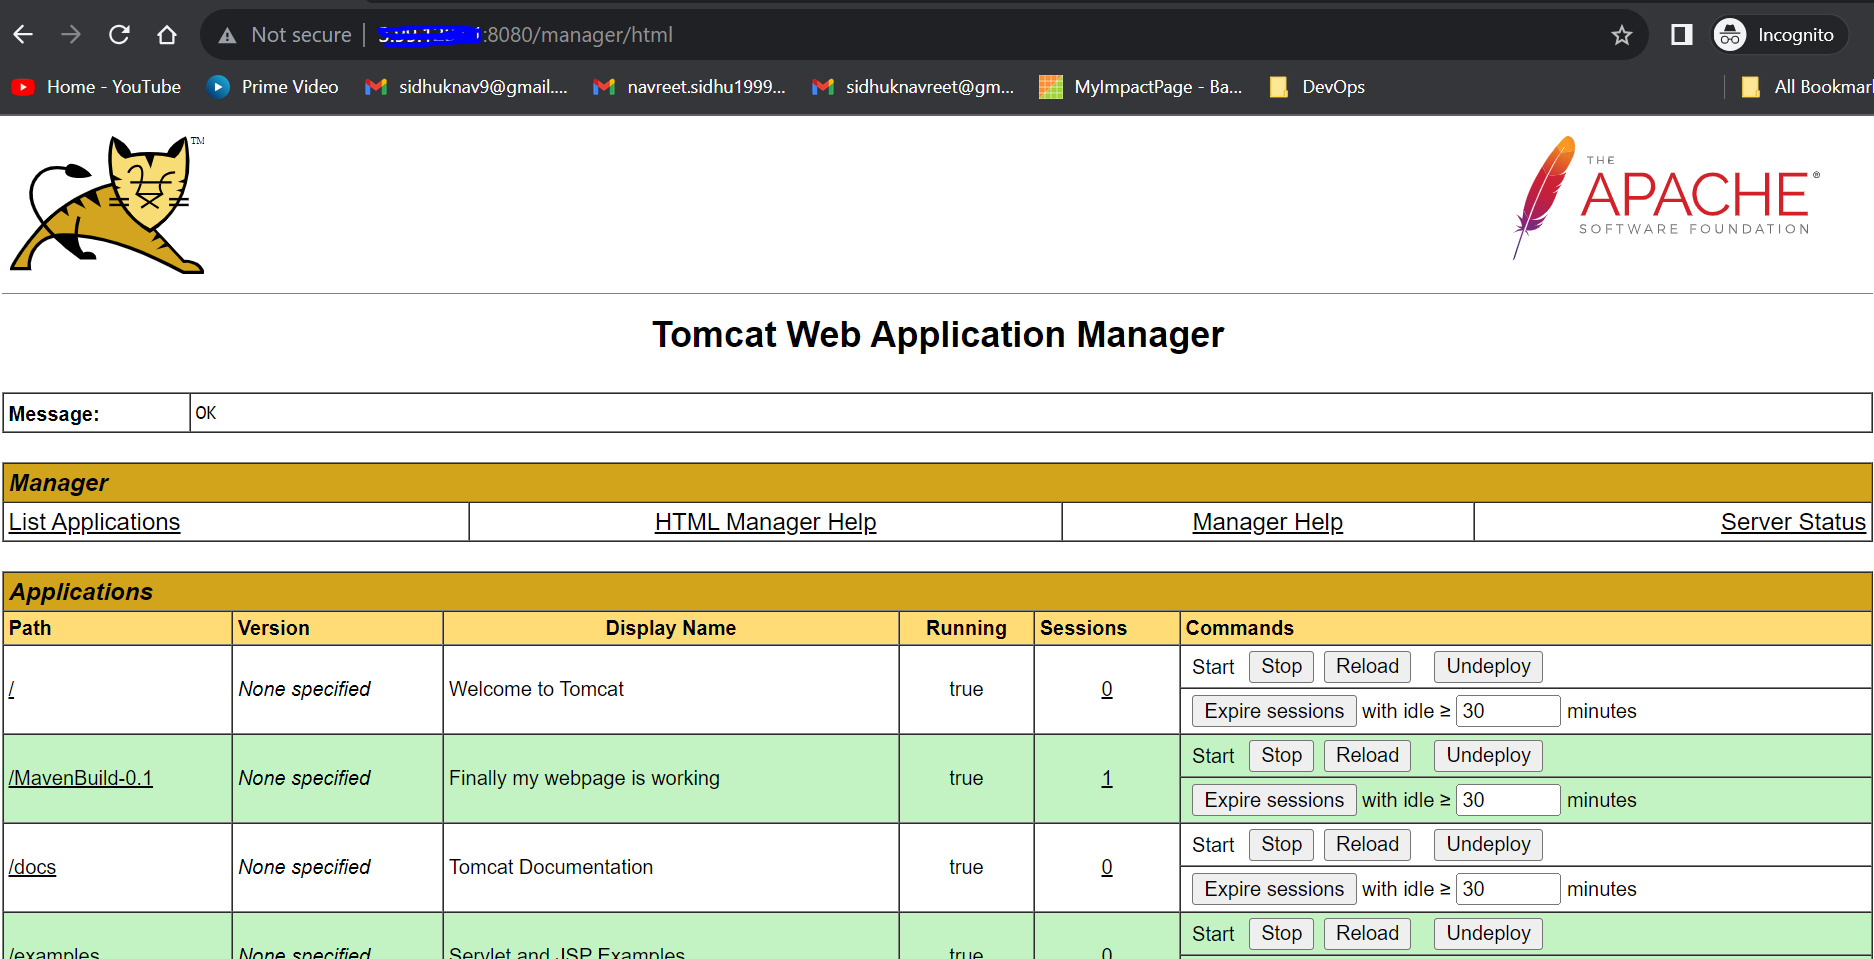 Not secure :8080/manager/html Incognito
Home - YouTube Prime Video sidhuknav9@gmail.... navreet.sidhu1999... sidhuknavreet@gm... MyImpactPage - Ba... DevOps All Bookmar
TM
THE
APACHE®
SOFTWARE FOUNDATION
Tomcat Web Application Manager
Message: OK
Manager
List Applications HTML Manager Help Manager Help Server Status
Applications
Path Version Display Name Running Sessions Commands
/ None specified Welcome to Tomcat true 0 Start Stop Reload Undeploy
Expire sessions with idle ≥ 30 minutes
/MavenBuild-0.1 None specified Finally my webpage is working true 1 Start Stop Reload Undeploy
Expire sessions with idle ≥ 30 minutes
/docs None specified Tomcat Documentation true 0 Start Stop Reload Undeploy
Expire sessions with idle ≥ 30 minutes
/examples None specified Servlet and JSP Examples true 0 Start Stop Reload Undeploy